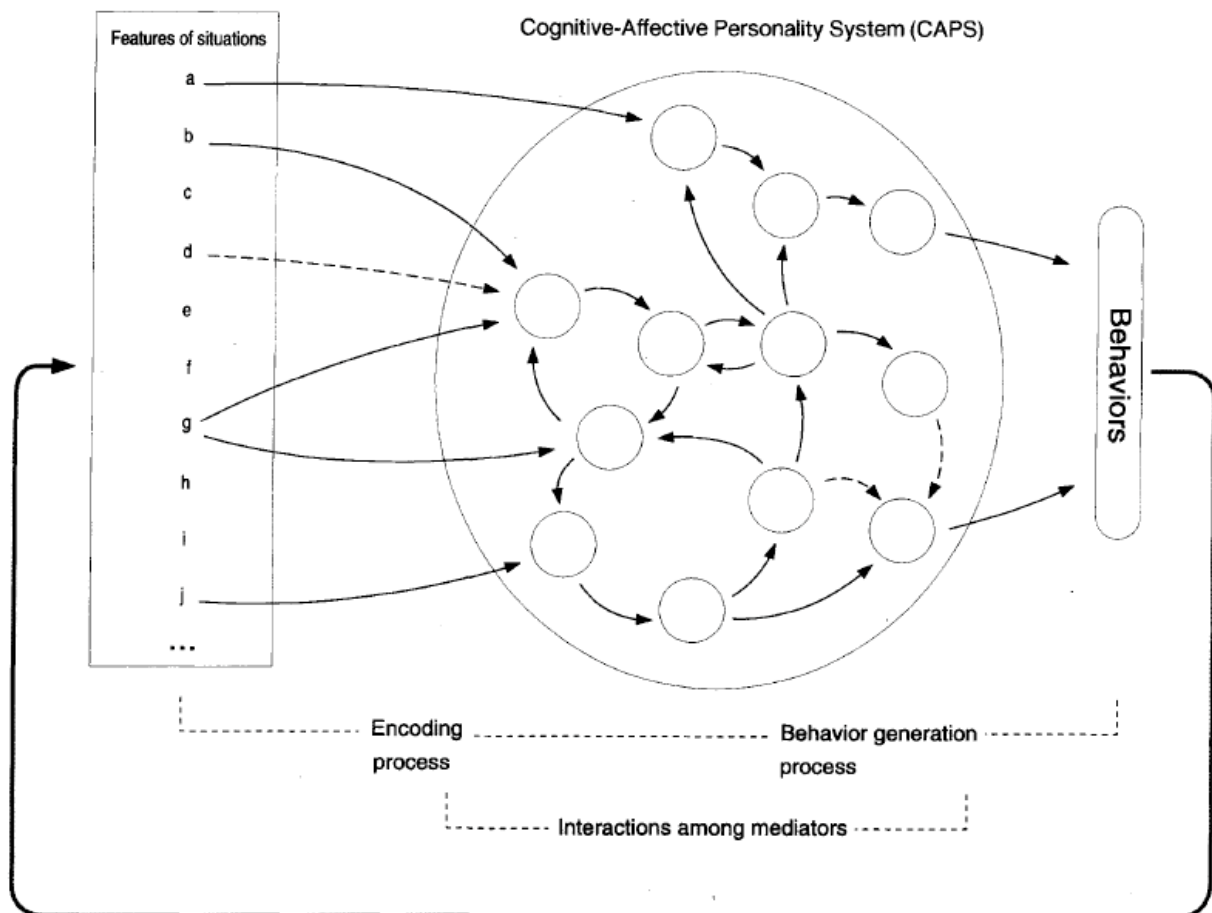 Cognitive-Affective Personality System (CAPS)
Features of situations
a
b
c
d
e
f
g
h
i
j
...
Behaviors
Encoding
process
Behavior generation
process
Interactions among mediators